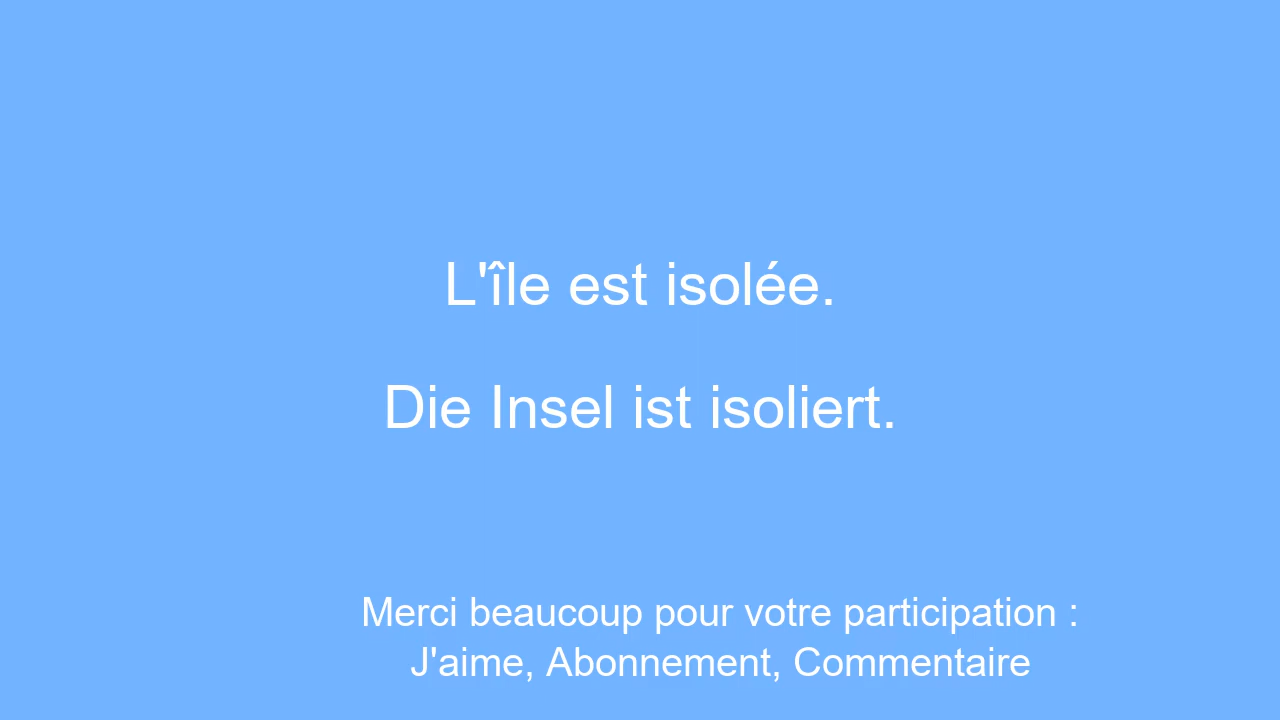 L'île est isolée.
Die Insel ist isoliert.
Merci beaucoup pour votre participation :
J'aime, Abonnement, Commentaire